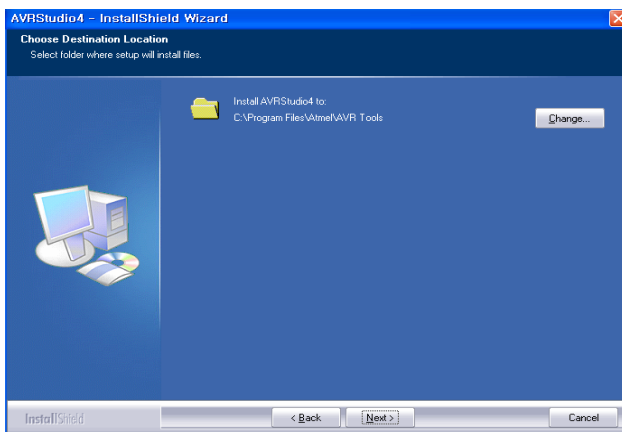 AVRStudio4 - InstallShield Wizard
Choose Destination Location
Select folder where setup will install files.
Install AVRStudio4 to:
C:\Program Files\Atmel\AVR Tools
Change...
InstallShield
< Back
Next >
Cancel